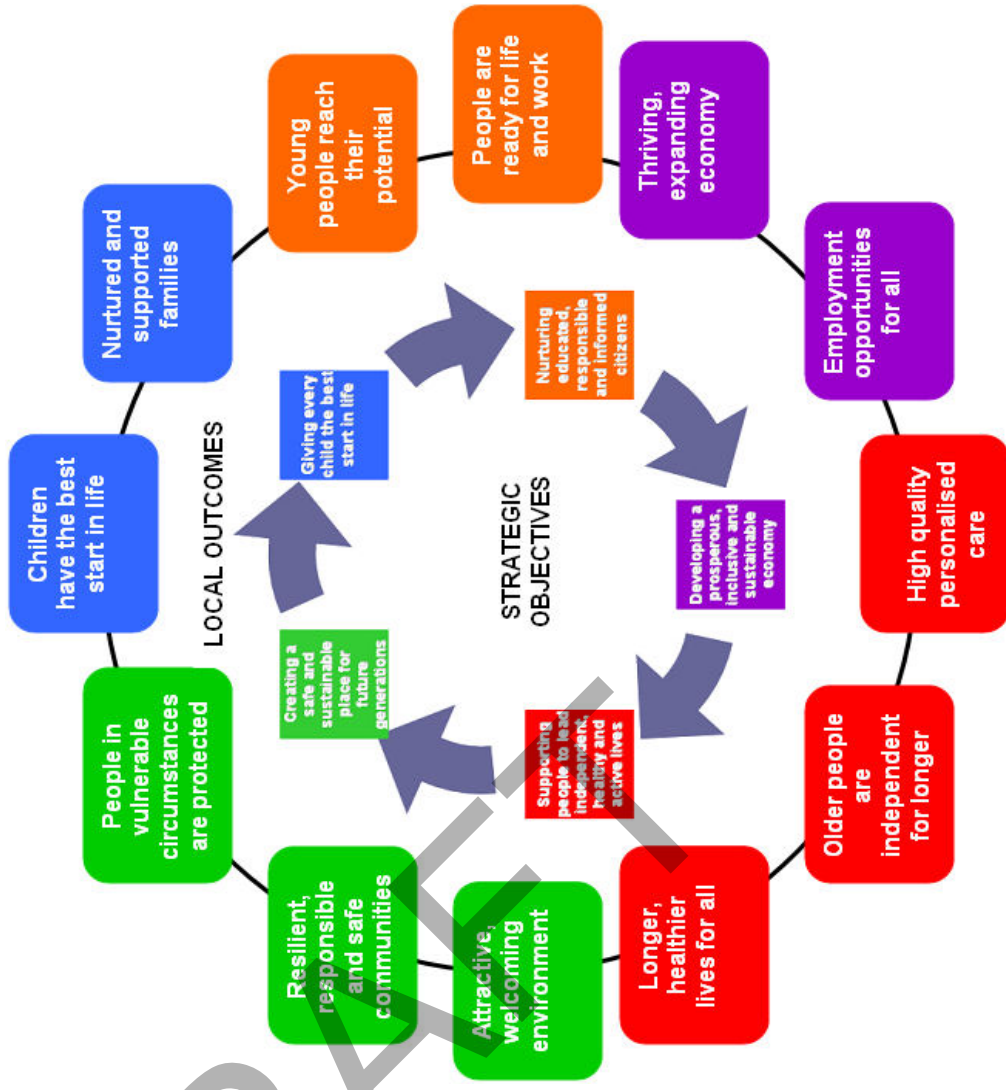 Children
have the best
start in life
Nurtured and
supported
families
Young
people reach
their
potential
People are
ready for life
and work
Thriving,
expanding
economy
Employment
opportunities
for all
High quality
personalised
care
Older people
are
independent
for longer
Longer,
healthier
lives for all
Attractive,
welcoming
environment
Resilient,
responsible
and safe
communities
People in
vulnerable
circumstances
are protected
LOCAL OUTCOMES
Giving every
child the best
start in life
Nurturing
educated,
responsible
and informed
citizens
Developing a
prosperous,
inclusive and
sustainable
economy
Supporting
people to lead
independent,
healthy and
active lives
Creating a
safe and
sustainable
place for
future
generations
STRATEGIC
OBJECTIVES